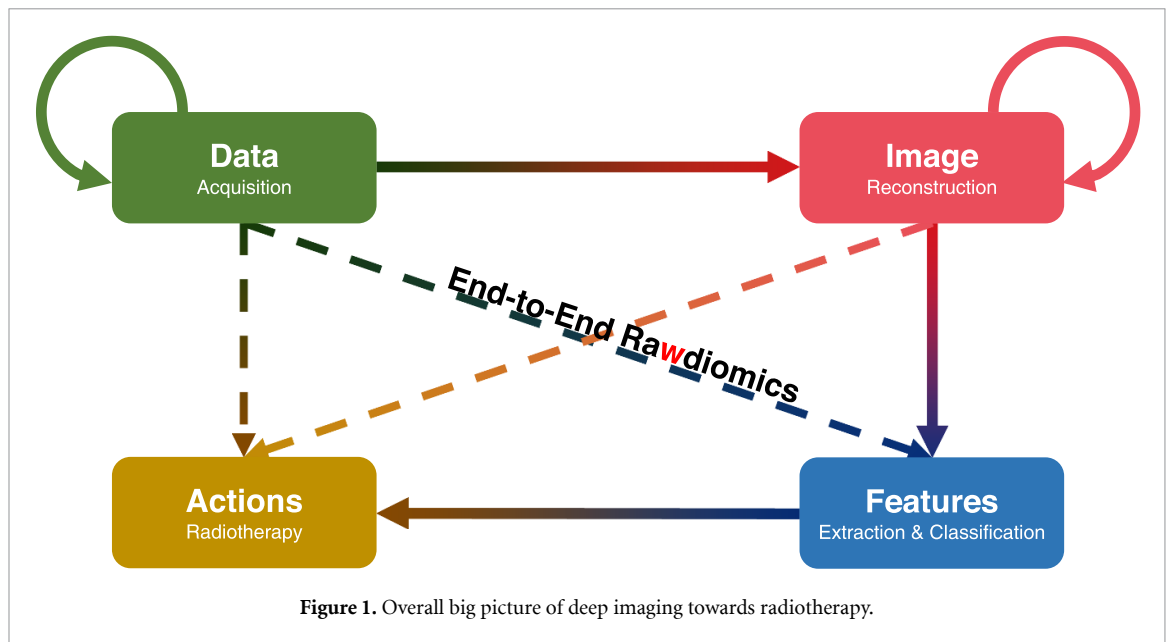 Data
Acquisition
Image
Reconstruction
End-to-End Rawdiomics
Actions
Radiotherapy
Features
Extraction & Classification
Figure 1. Overall big picture of deep imaging towards radiotherapy.